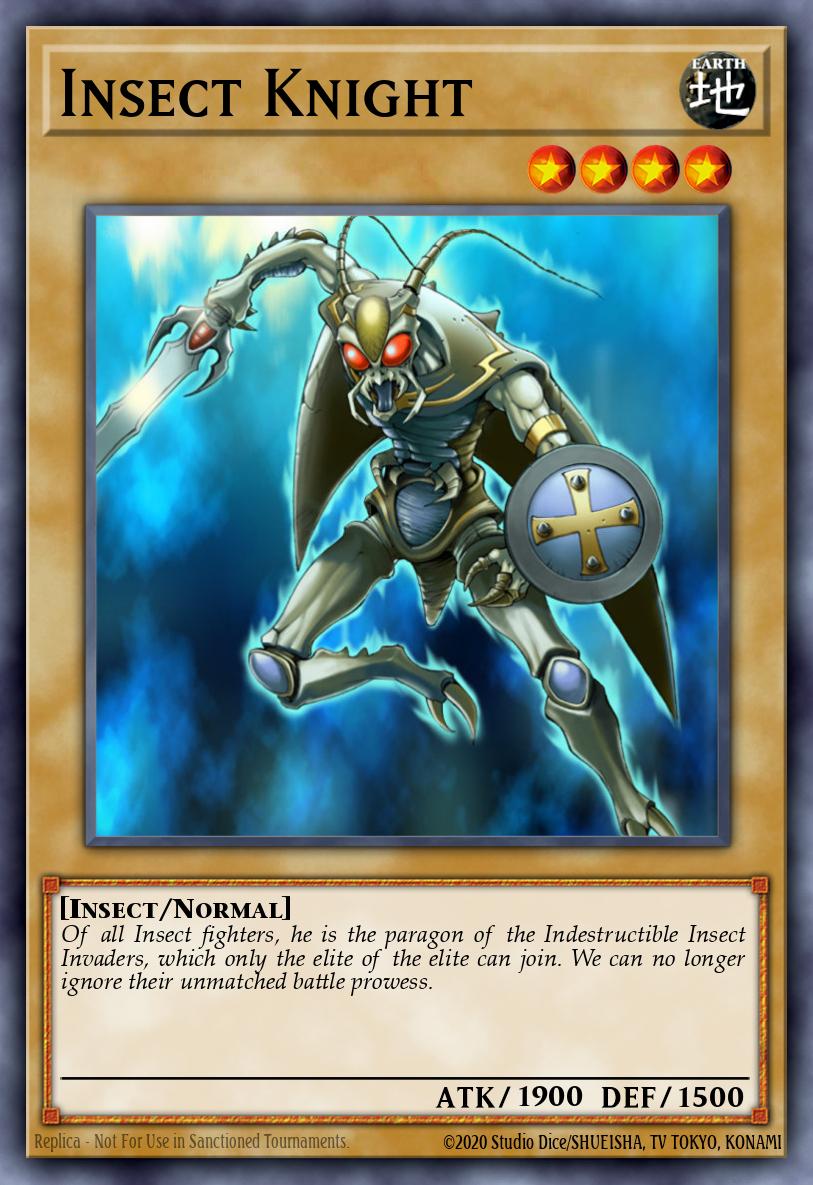 Insect Knight
EARTH
地
[Insect/Normal]
Of all Insect fighters, he is the paragon of the Indestructible Insect
Invaders, which only the elite of the elite can join. We can no longer
ignore their unmatched battle prowess.
ATK/1900 DEF/1500
Replica - Not For Use in Sanctioned Tournaments.
©2020 Studio Dice/SHUEISHA, TV TOKYO, KONAMI